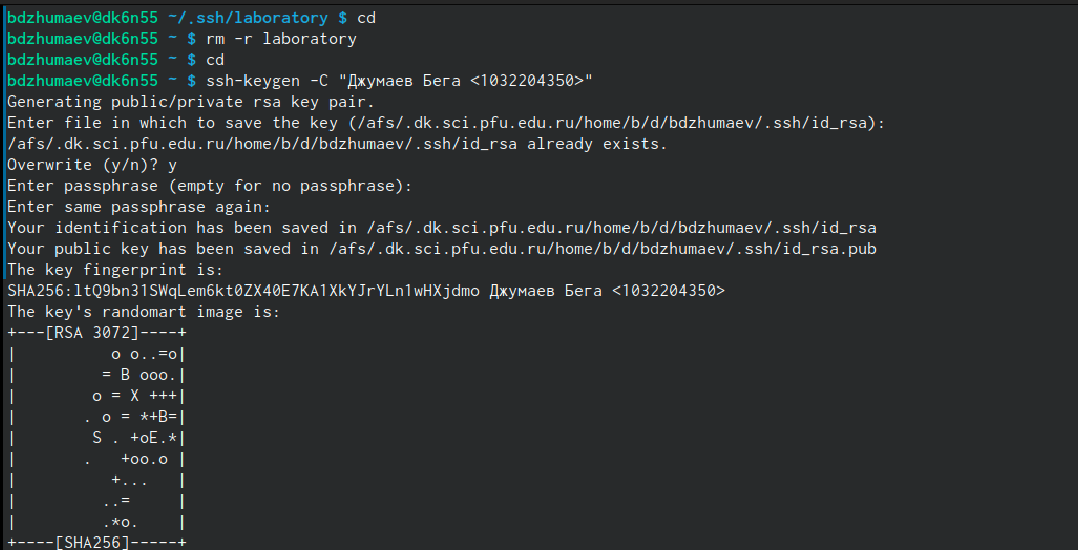 bdzhumaev@dk6n55 ~/.ssh/laboratory $ cd
bdzhumaev@dk6n55 ~ $ rm -r laboratory
bdzhumaev@dk6n55 ~ $ cd
bdzhumaev@dk6n55 ~ $ ssh-keygen -C "Джумаев Бега <1032204350>"
Generating public/private rsa key pair.
Enter file in which to save the key (/afs/.dk.sci.pfu.edu.ru/home/b/d/bdzhumaev/.ssh/id_rsa):
/afs/.dk.sci.pfu.edu.ru/home/b/d/bdzhumaev/.ssh/id_rsa already exists.
Overwrite (y/n)? y
Enter passphrase (empty for no passphrase):
Enter same passphrase again:
Your identification has been saved in /afs/.dk.sci.pfu.edu.ru/home/b/d/bdzhumaev/.ssh/id_rsa
Your public key has been saved in /afs/.dk.sci.pfu.edu.ru/home/b/d/bdzhumaev/.ssh/id_rsa.pub
The key fingerprint is:
SHA256:ltQ9bn31SWqLem6kt0ZX40E7KA1XkYJrYLn1wHXjdmo Джумаев Бега <1032204350>
The key's randomart image is:
+---[RSA 3072]----+
|          o o..=o|
|         = B ooo.|
|        o = X +++|
|       . o = *+B=|
|        S . +oE.*|
|       .   +oo.o |
|          +...   |
|         ..=     |
|         .*o.    |
+----[SHA256]-----+